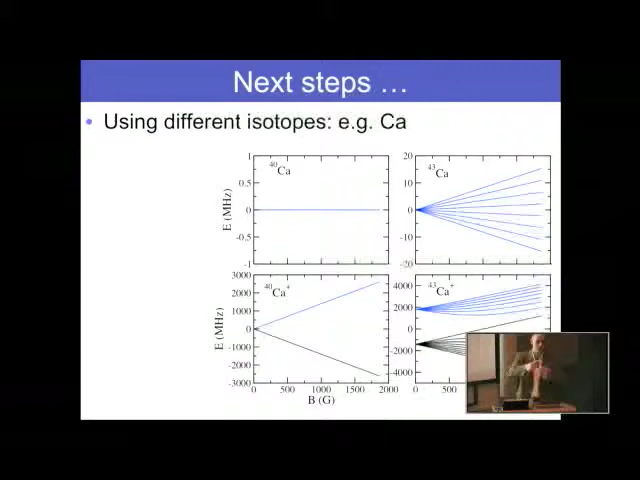 Next steps …
• Using different isotopes: e.g. Ca
1
0.5
0
-0.5
-1
E (MHz)
40Ca
20
10
0
-10
-20
43Ca
3000
2000
1000
0
-1000
-2000
-3000
E (MHz)
40Ca+
0 500 1000 1500 2000
B (G)
4000
2000
0
-2000
-4000
43Ca+
0